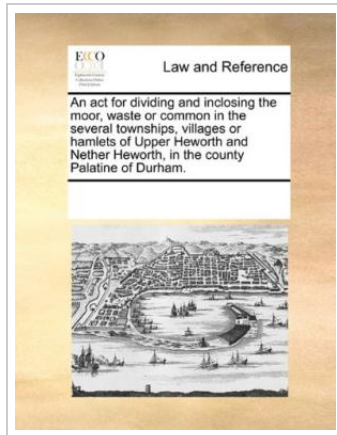 ECCO
Law and Reference
An act for dividing and inclosing the
moor, waste or common in the
several townships, villages or
hamlets of Upper Heworth and
Nether Heworth, in the county
Palatine of Durham.